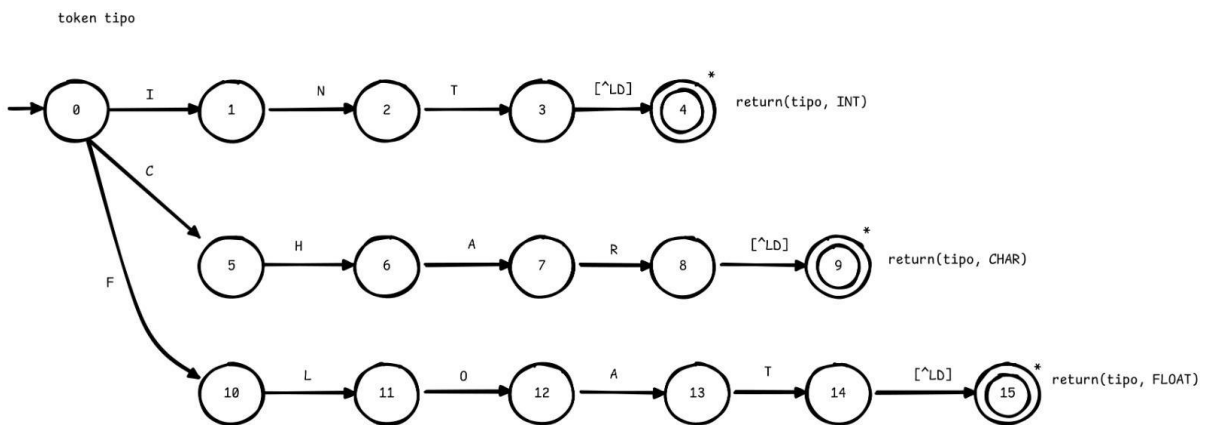 token tipo
I N T [^LD] *
0 1 2 3 4 return(tipo, INT)
C
H A R [^LD] *
5 6 7 8 9 return(tipo, CHAR)
F
L O A T [^LD] *
10 11 12 13 14 15 return(tipo, FLOAT)